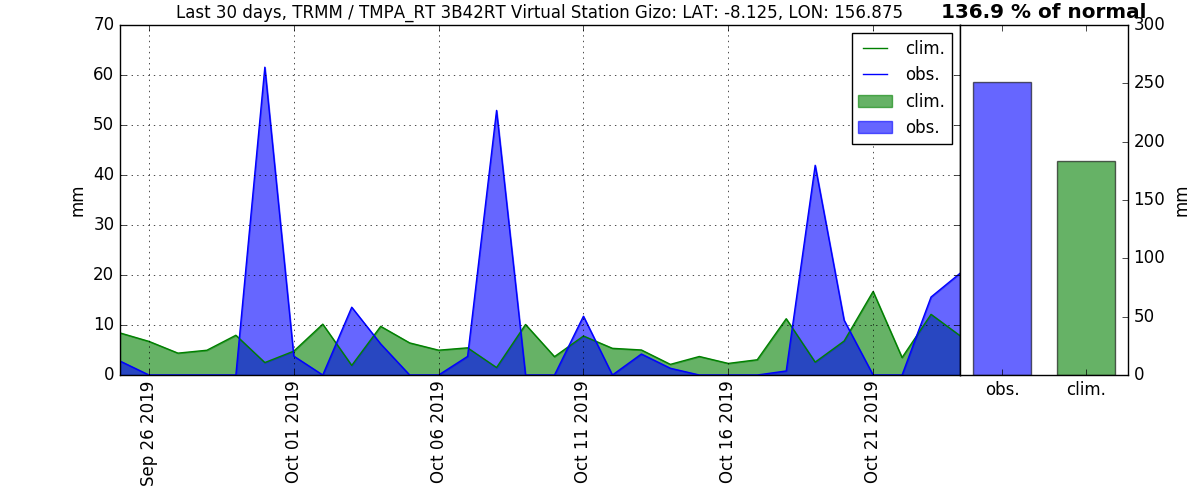 Last 30 days, TRMM / TMPA_RT 3B42RT Virtual Station Gizo: LAT: -8.125, LON: 156.875
136.9 % of normal
70
60
50
40
30
20
10
0
mm
clim.
obs.
clim.
obs.
Sep 26 2019
Oct 01 2019
Oct 06 2019
Oct 11 2019
Oct 16 2019
Oct 21 2019
300
250
200
150
100
50
0
mm
obs.
clim.